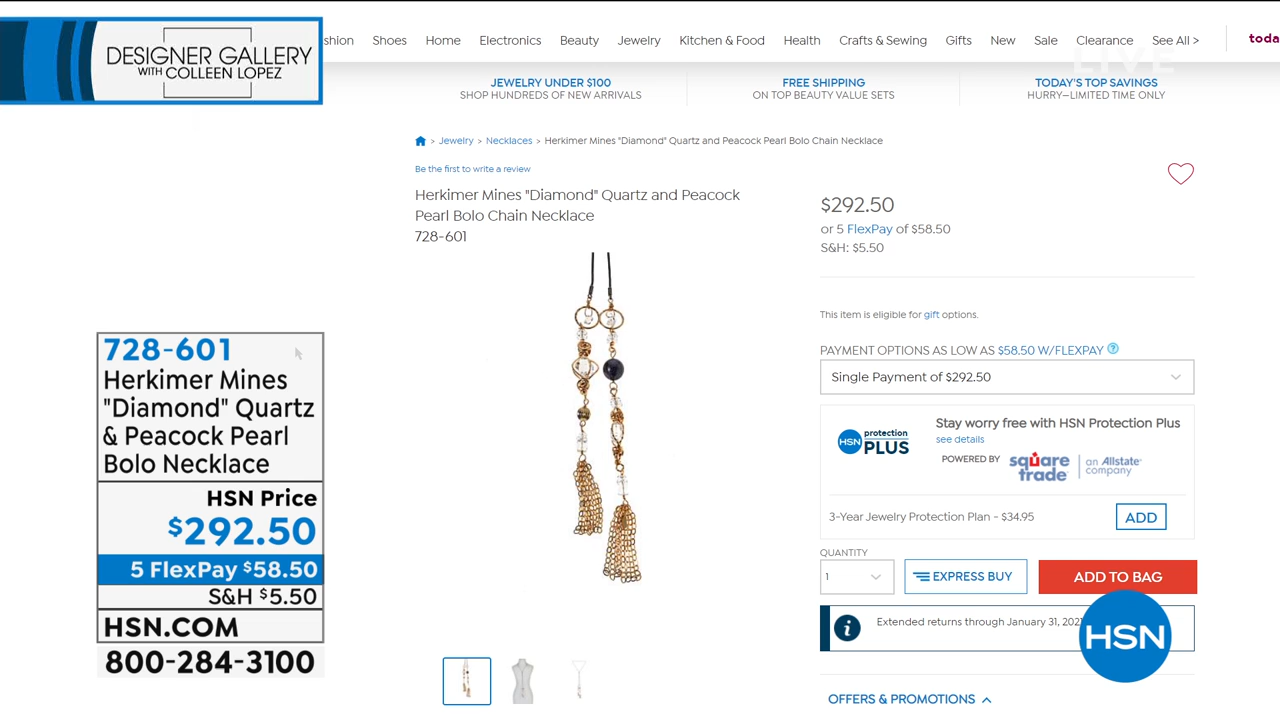 DESIGNER GALLERY
WITH COLLEEN LOPEZ
shion Shoes Home Electronics Beauty Jewelry Kitchen & Food Health Crafts & Sewing Gifts New Sale Clearance See All > toda
LIVE
JEWELRY UNDER $100
SHOP HUNDREDS OF NEW ARRIVALS
FREE SHIPPING
ON TOP BEAUTY VALUE SETS
TODAY'S TOP SAVINGS
HURRY—LIMITED TIME ONLY
> Jewelry > Necklaces > Herkimer Mines "Diamond" Quartz and Peacock Pearl Bolo Chain Necklace
Be the first to write a review
Herkimer Mines "Diamond" Quartz and Peacock
Pearl Bolo Chain Necklace
728-601
$292.50
or 5 FlexPay of $58.50
S&H: $5.50
This item is eligible for gift options.
PAYMENT OPTIONS AS LOW AS $58.50 W/FLEXPAY ?
Single Payment of $292.50
HSN protection PLUS
Stay worry free with HSN Protection Plus
see details
POWERED BY square trade | an Allstate company
3-Year Jewelry Protection Plan - $34.95 ADD
QUANTITY
1 EXPRESS BUY ADD TO BAG
i Extended returns through January 31, 202
HSN
OFFERS & PROMOTIONS
728-601
Herkimer Mines
"Diamond" Quartz
& Peacock Pearl
Bolo Necklace
HSN Price
$292.50
5 FlexPay $58.50
S&H $5.50
HSN.COM
800-284-3100